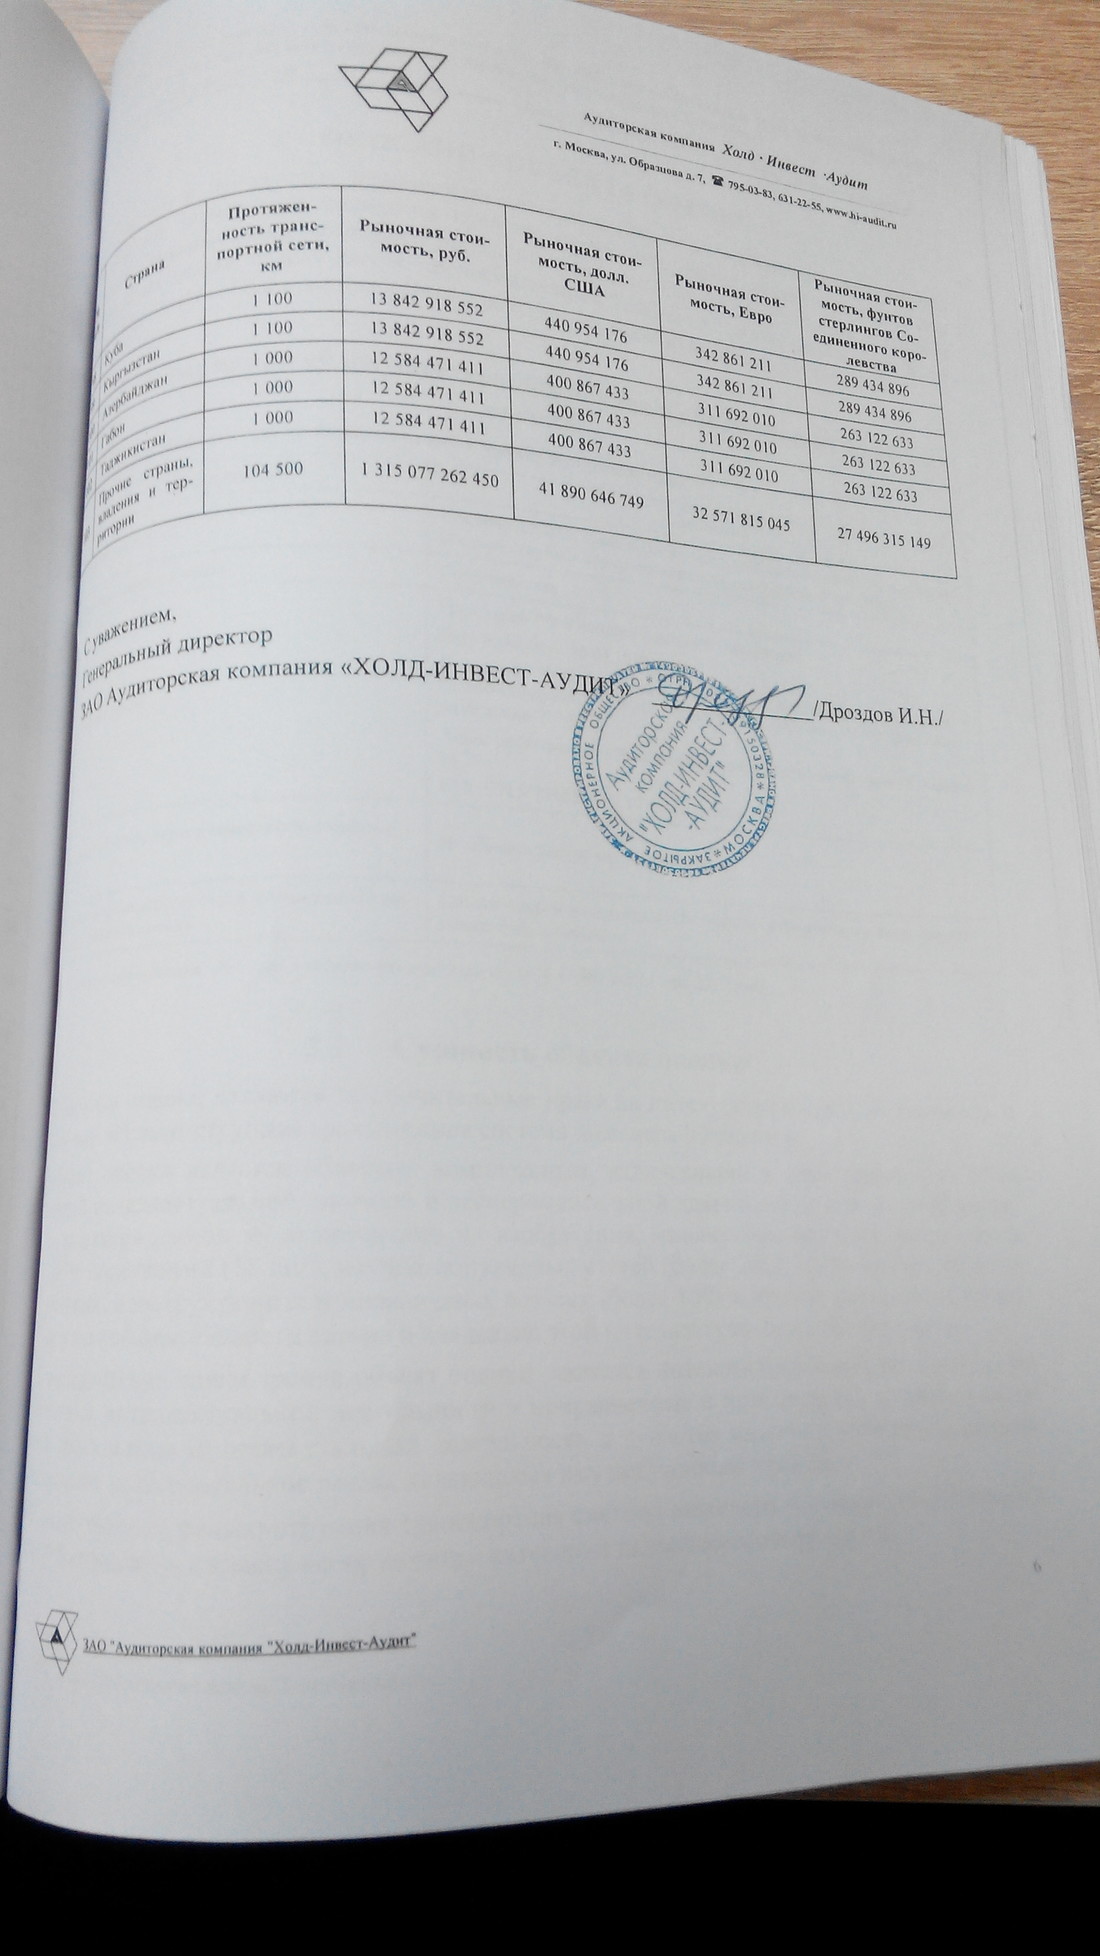 Аудиторская компания Холд · Инвест ·Аудит
г. Москва, ул. Образцова д. 7, ☎ 795-03-83, 631-22-55, www.hi-audit.ru
Страна
Протяжен-
ность транс-
портной сети,
км
Рыночная стои-
мость, руб.
Рыночная стои-
мость, долл.
США
Рыночная стои-
мость, Евро
Рыночная стои-
мость, фунтов
стерлингов Со-
единенного коро-
левства
Куба 1 100 13 842 918 552 440 954 176 342 861 211 289 434 896
Кыргызстан 1 100 13 842 918 552 440 954 176 342 861 211 289 434 896
Азербайджан 1 000 12 584 471 411 400 867 433 311 692 010 263 122 633
Габон 1 000 12 584 471 411 400 867 433 311 692 010 263 122 633
Таджикистан 1 000 12 584 471 411 400 867 433 311 692 010 263 122 633
Прочие страны,
владения и тер-
ритории
104 500 1 315 077 262 450 41 890 646 749 32 571 815 045 27 496 315 149
С уважением,
Генеральный директор
ЗАО Аудиторская компания «ХОЛД-ИНВЕСТ-АУДИТ» /Дроздов И.Н./
ЗАКРЫТОЕ АКЦИОНЕРНОЕ ОБЩЕСТВО
МОСКВА
Аудиторская
компания
"ХОЛД-ИНВЕСТ-
-АУДИТ"
6
ЗАО "Аудиторская компания "Холд-Инвест-Аудит"